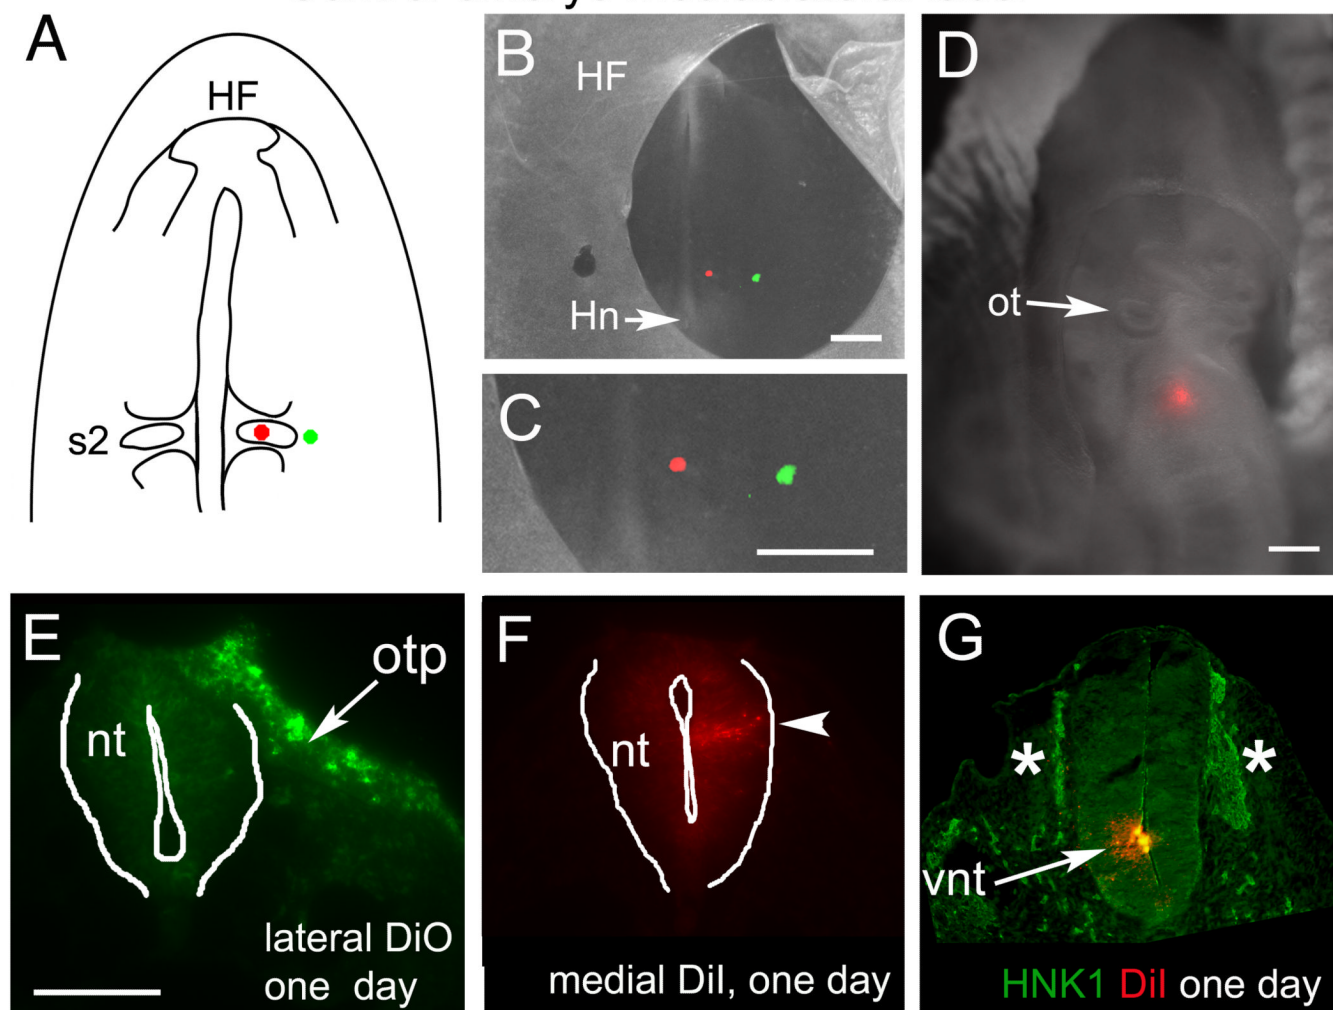 A
HF
s2
B
HF
Hn
C
D
ot
E
otp
nt
lateral DiO
one day
F
nt
medial DiI, one day
G
*
*
vnt
HNK1 DiI one day